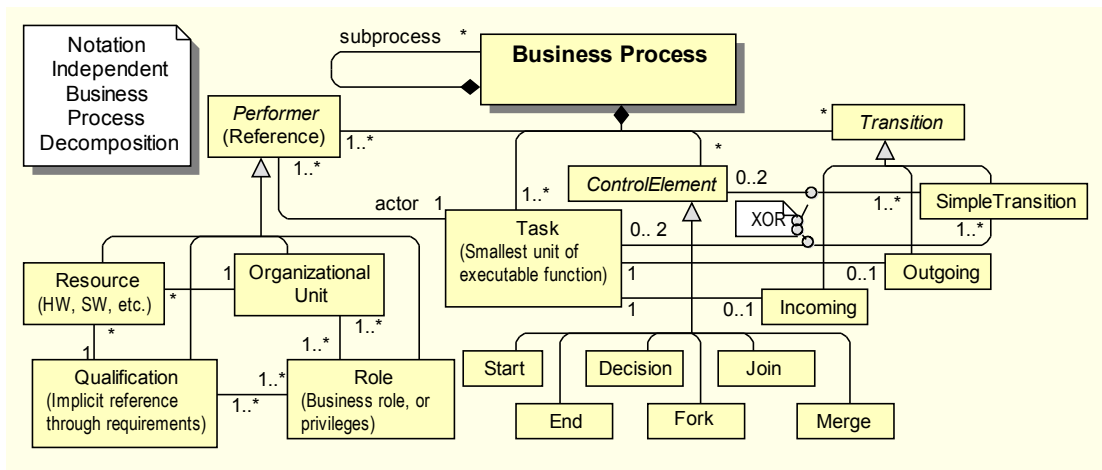 Notation
Independent
Business
Process
Decomposition
subprocess *
Business Process
Performer
(Reference)
1..*
1..*
*
Transition
*
ControlElement
0..2
1..*
SimpleTransition
1..*
XOR
actor
1
1..*
Task
(Smallest unit of
executable function)
0.. 2
1
0..1
Outgoing
1
0..1
Incoming
Resource
(HW, SW, etc.)
1
*
Organizational
Unit
*
1
1..*
1..*
Qualification
(Implicit reference
through requirements)
1..*
1..*
Role
(Business role, or
privileges)
Start
Decision
Join
End
Fork
Merge